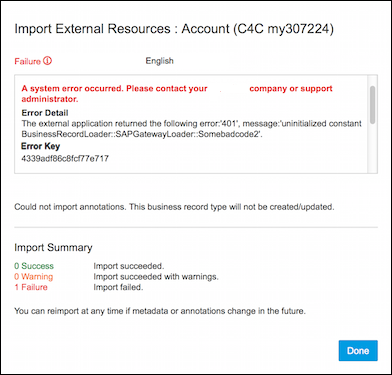 Import External Resources : Account (C4C my307224)
Failure English
A system error occurred. Please contact your company or support
administrator.
Error Detail
The external application returned the following error:'401', message:'uninitialized constant
BusinessRecordLoader::SAPGatewayLoader::Somebadcode2'.
Error Key
4339adf86c8fcf77e717
Could not import annotations. This business record type will not be created/updated.
Import Summary
0 Success Import succeeded.
0 Warning Import succeeded with warnings.
1 Failure Import failed.
You can reimport at any time if metadata or annotations change in the future.
Done